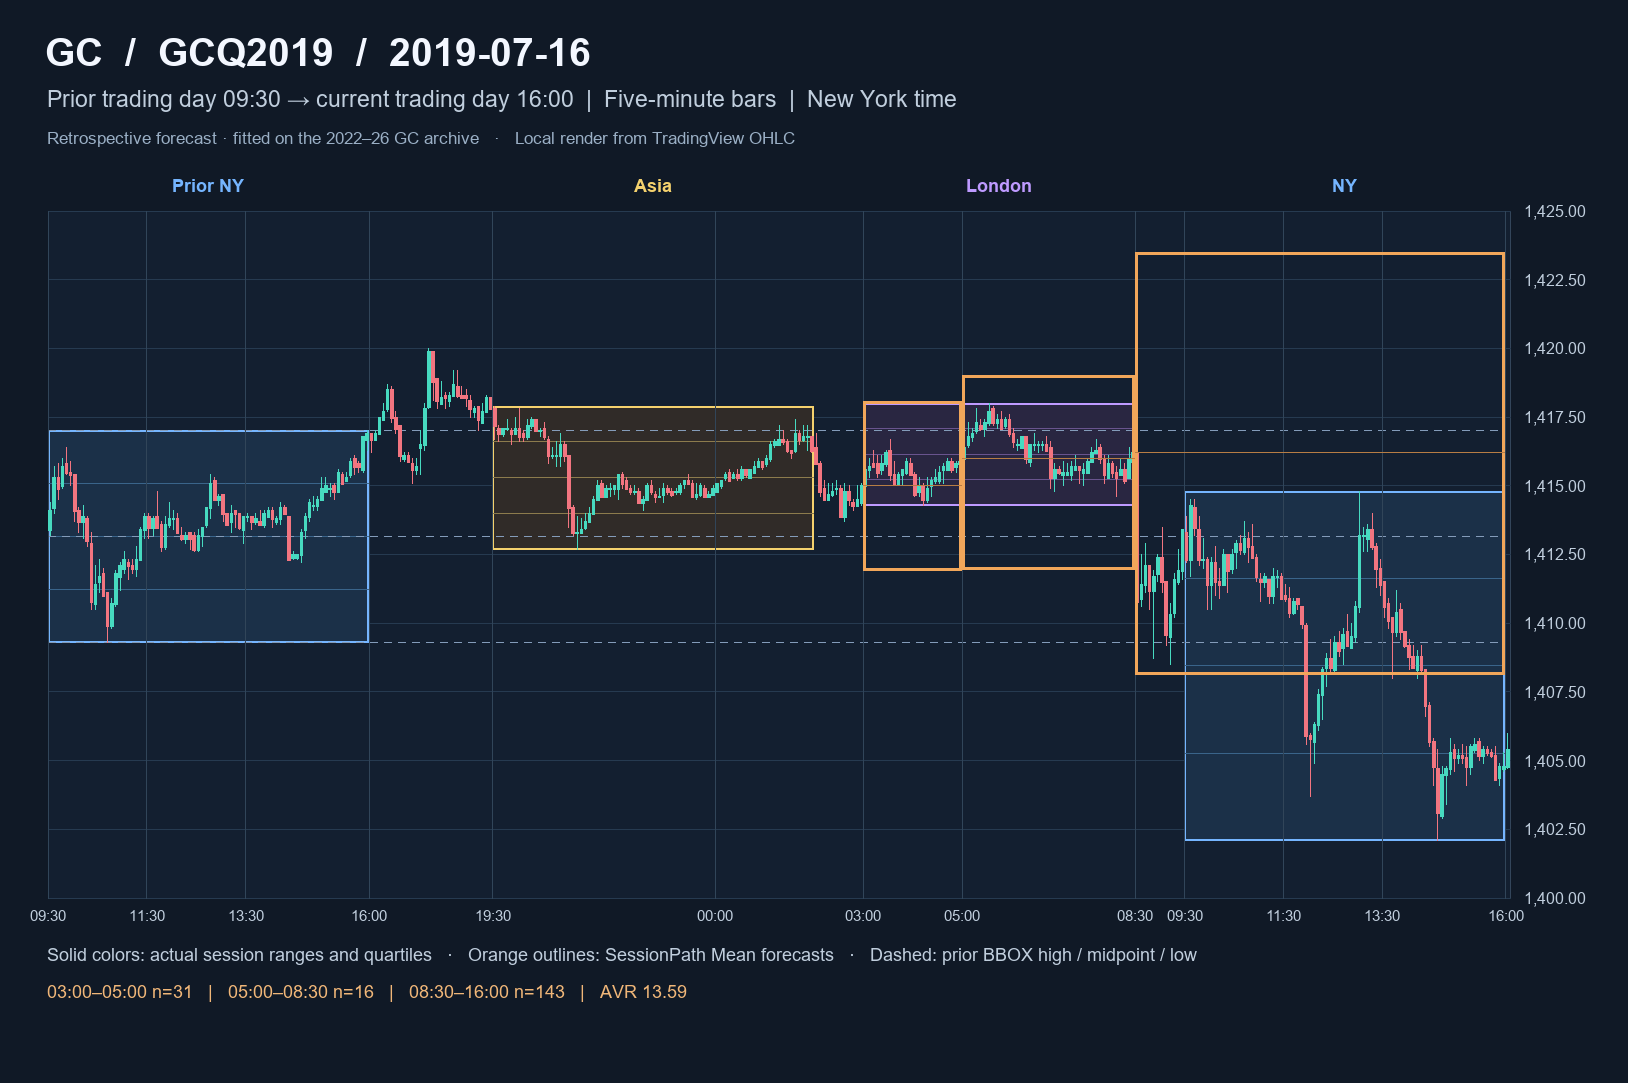 GC / GCQ2019 / 2019-07-16
Prior trading day 09:30 → current trading day 16:00 | Five-minute bars | New York time
Retrospective forecast · fitted on the 2022–26 GC archive · Local render from TradingView OHLC
Prior NY Asia London NY
1,425.00
1,422.50
1,420.00
1,417.50
1,415.00
1,412.50
1,410.00
1,407.50
1,405.00
1,402.50
1,400.00
09:30 11:30 13:30 16:00 19:30 00:00 03:00 05:00 08:30 09:30 11:30 13:30 16:00
Solid colors: actual session ranges and quartiles · Orange outlines: SessionPath Mean forecasts · Dashed: prior BBOX high / midpoint / low
03:00–05:00 n=31 | 05:00–08:30 n=16 | 08:30–16:00 n=143 | AVR 13.59